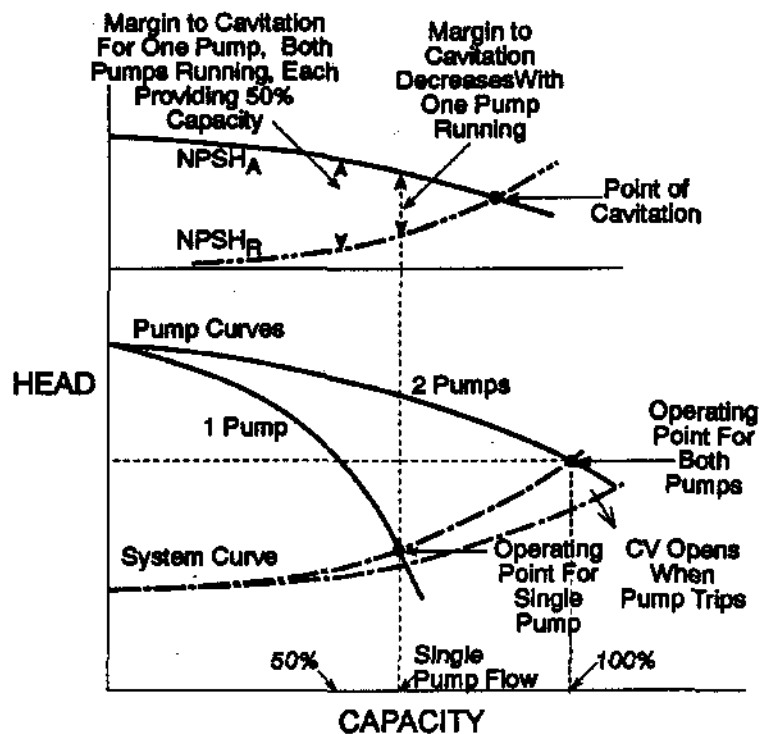 Margin to Cavitation
For One Pump, Both
Pumps Running, Each
Providing 50%
Capacity
Margin to
Cavitation
DecreasesWith
One Pump
Running
NPSHA
Point of
Cavitation
NPSHR
Pump Curves
HEAD
2 Pumps
1 Pump
Operating
Point For
Both
Pumps
System Curve
Operating
Point For
Single
Pump
CV Opens
When
Pump Trips
50%
Single
Pump Flow
100%
CAPACITY